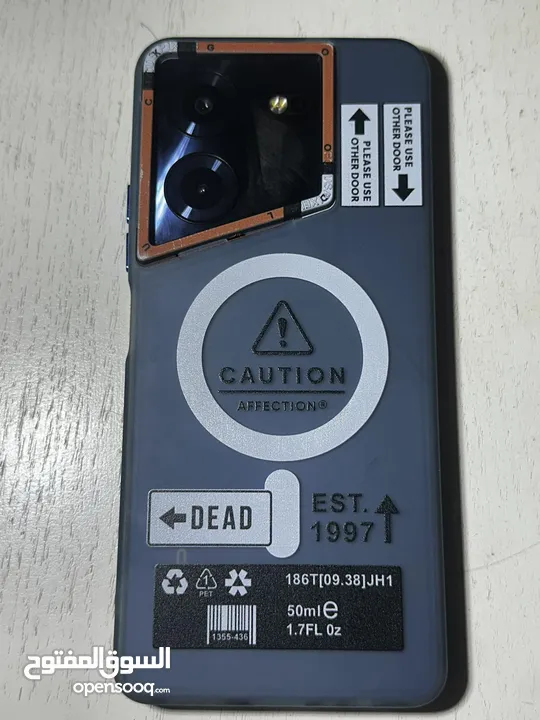 PLEASE USE
OTHER DOOR
PLEASE USE
OTHER DOOR
CAUTION
AFFECTION®
DEAD
EST.
1997
186T[09.38]JH1
1
PET
50ml e
1.7FL 0z
1355-436
السوق المفتوح
opensooq.com